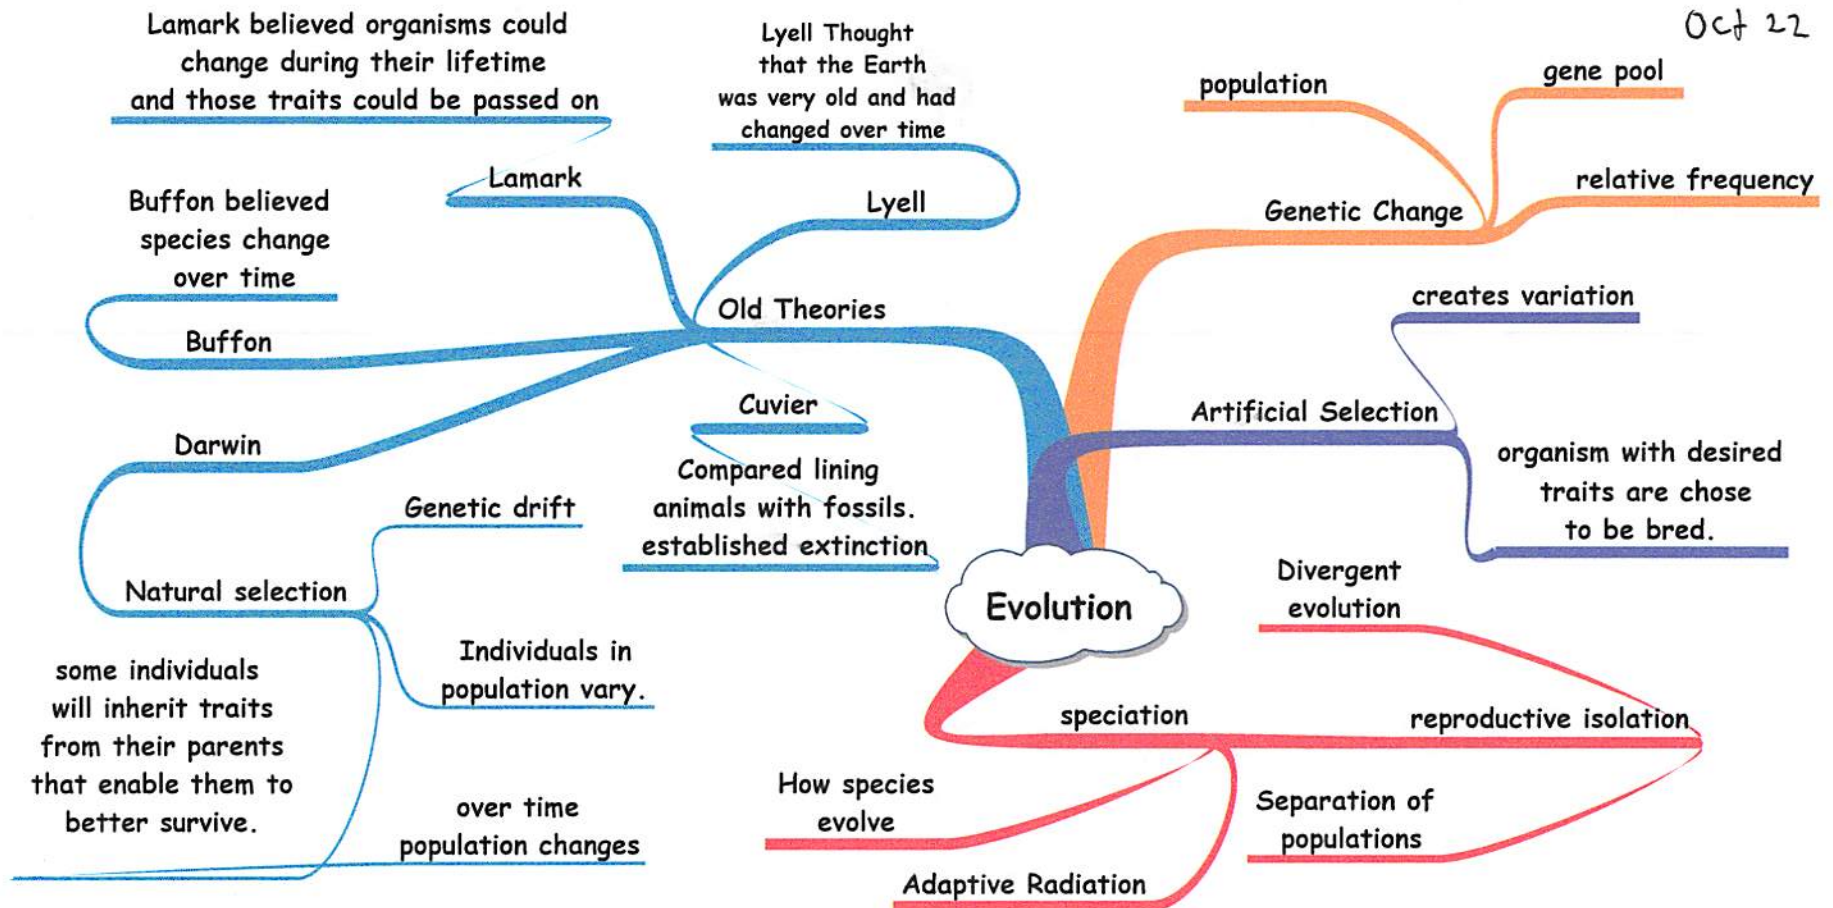 Oct 22
Lamark believed organisms could
change during their lifetime
and those traits could be passed on
Lamark
Lyell Thought
that the Earth
was very old and had
changed over time
Lyell
Buffon believed
species change
over time
Buffon
Old Theories
Cuvier
Compared lining
animals with fossils.
established extinction
Darwin
Natural selection
Genetic drift
Individuals in
population vary.
some individuals
will inherit traits
from their parents
that enable them to
better survive.
over time
population changes
Evolution
population
gene pool
relative frequency
Genetic Change
creates variation
Artificial Selection
organism with desired
traits are chose
to be bred.
Divergent
evolution
speciation
reproductive isolation
How species
evolve
Separation of
populations
Adaptive Radiation